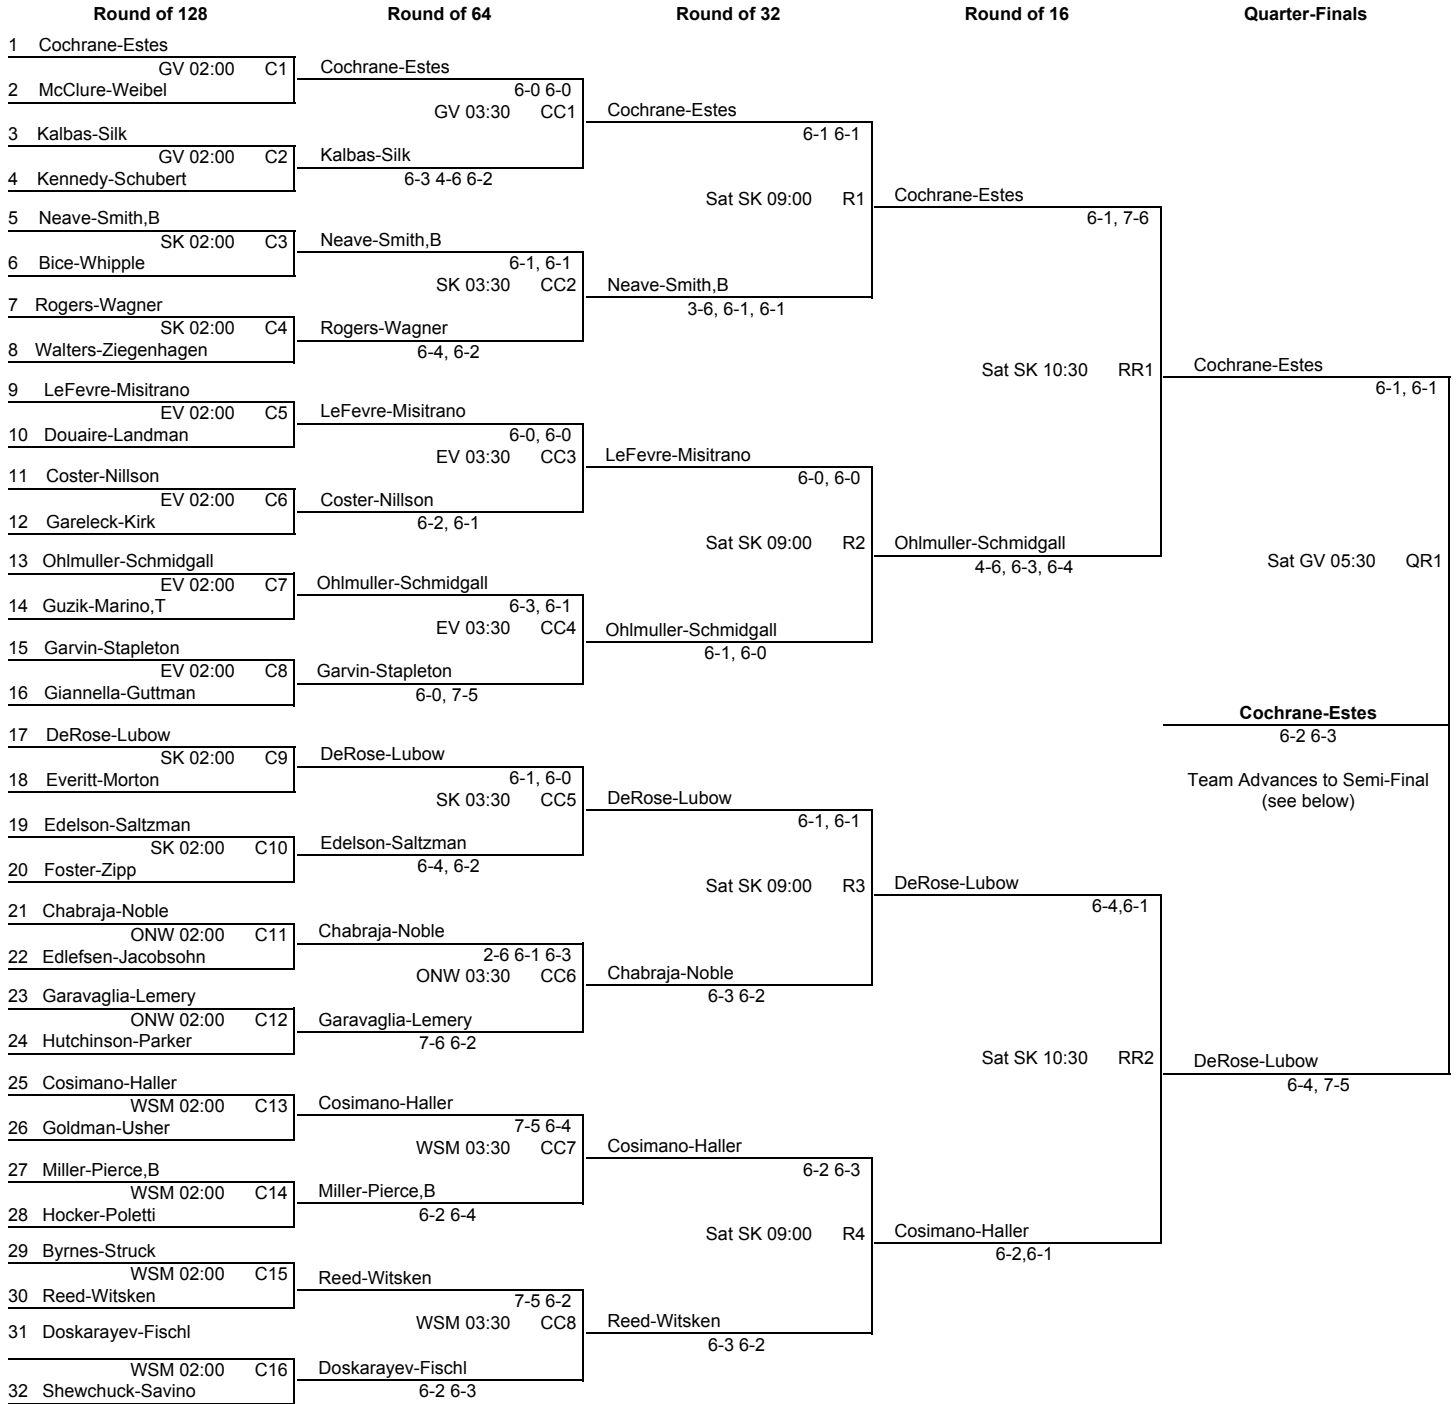 Round of 128 Round of 64 Round of 32 Round of 16 Quarter-Finals
1 Cochrane-Estes
GV 02:00 C1 Cochrane-Estes
2 McClure-Weibel 6-0 6-0
GV 03:30 CC1 Cochrane-Estes
3 Kalbas-Silk 6-1 6-1
GV 02:00 C2 Kalbas-Silk
4 Kennedy-Schubert 6-3 4-6 6-2
Sat SK 09:00 R1 Cochrane-Estes
5 Neave-Smith,B 6-1, 7-6
SK 02:00 C3 Neave-Smith,B
6 Bice-Whipple 6-1, 6-1
SK 03:30 CC2 Neave-Smith,B
7 Rogers-Wagner 3-6, 6-1, 6-1
SK 02:00 C4 Rogers-Wagner
8 Walters-Ziegenhagen 6-4, 6-2
Sat SK 10:30 RR1 Cochrane-Estes
9 LeFevre-Misitrano 6-1, 6-1
EV 02:00 C5 LeFevre-Misitrano
10 Douaire-Landman 6-0, 6-0
EV 03:30 CC3 LeFevre-Misitrano
11 Coster-Nillson 6-0, 6-0
EV 02:00 C6 Coster-Nillson
12 Gareleck-Kirk 6-2, 6-1
Sat SK 09:00 R2 Ohlmuller-Schmidgall
13 Ohlmuller-Schmidgall 4-6, 6-3, 6-4 Sat GV 05:30 QR1
EV 02:00 C7 Ohlmuller-Schmidgall
14 Guzik-Marino,T 6-3, 6-1
EV 03:30 CC4 Ohlmuller-Schmidgall
15 Garvin-Stapleton 6-1, 6-0
EV 02:00 C8 Garvin-Stapleton
16 Giannella-Guttman 6-0, 7-5
Cochrane-Estes
17 DeRose-Lubow 6-2 6-3
SK 02:00 C9 DeRose-Lubow
18 Everitt-Morton 6-1, 6-0 Team Advances to Semi-Final
SK 03:30 CC5 DeRose-Lubow (see below)
19 Edelson-Saltzman 6-1, 6-1
SK 02:00 C10 Edelson-Saltzman
20 Foster-Zipp 6-4, 6-2
Sat SK 09:00 R3 DeRose-Lubow
21 Chabraja-Noble 6-4,6-1
ONW 02:00 C11 Chabraja-Noble
22 Edlefsen-Jacobsohn 2-6 6-1 6-3
ONW 03:30 CC6 Chabraja-Noble
23 Garavaglia-Lemery 6-3 6-2
ONW 02:00 C12 Garavaglia-Lemery
24 Hutchinson-Parker 7-6 6-2
Sat SK 10:30 RR2 DeRose-Lubow
25 Cosimano-Haller 6-4, 7-5
WSM 02:00 C13 Cosimano-Haller
26 Goldman-Usher 7-5 6-4
WSM 03:30 CC7 Cosimano-Haller
27 Miller-Pierce,B 6-2 6-3
WSM 02:00 C14 Miller-Pierce,B
28 Hocker-Poletti 6-2 6-4
Sat SK 09:00 R4 Cosimano-Haller
29 Byrnes-Struck 6-2,6-1
WSM 02:00 C15 Reed-Witsken
30 Reed-Witsken 7-5 6-2
WSM 03:30 CC8 Reed-Witsken
31 Doskarayev-Fischl 6-3 6-2
WSM 02:00 C16 Doskarayev-Fischl
32 Shewchuck-Savino 6-2 6-3